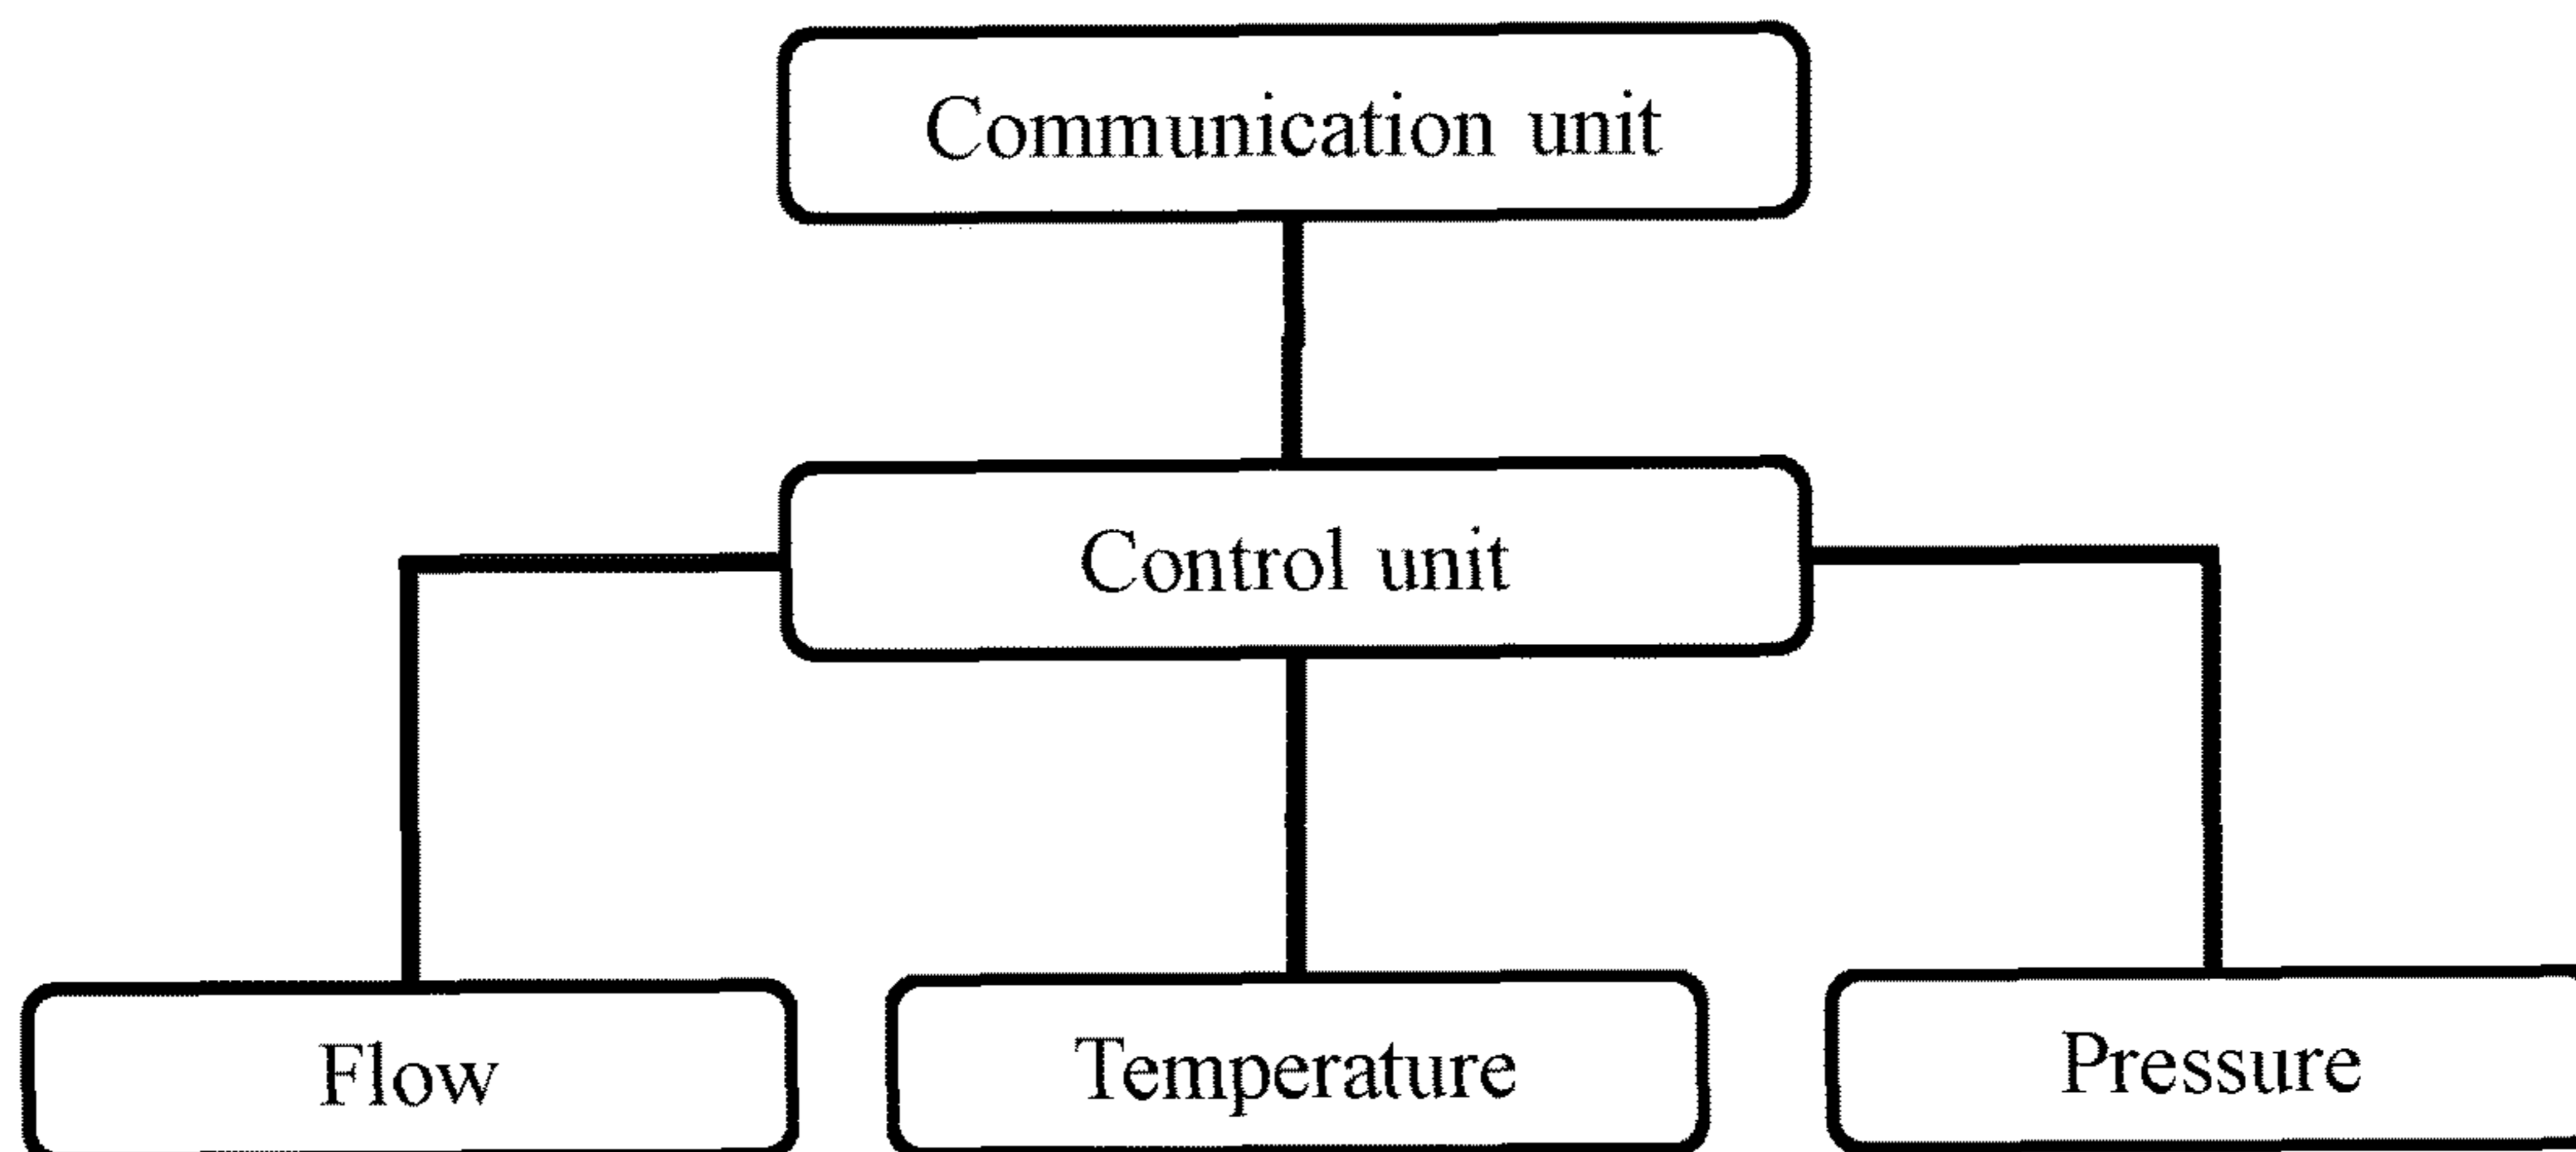 Communication unit
Control unit
Flow
Temperature
Pressure